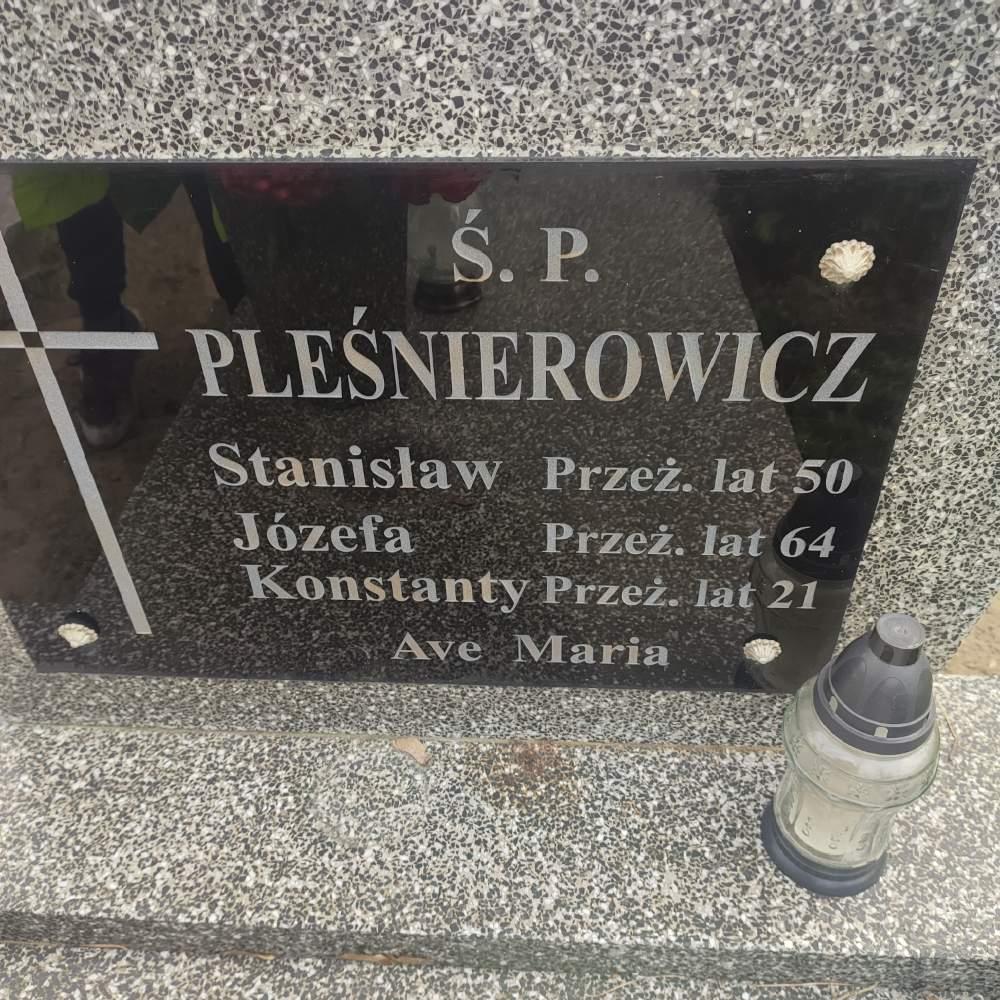 Ś. P.
PLEŚNIEROWICZ
Stanisław Przeż. lat 50
Józefa Przeż. lat 64
Konstanty Przeż. lat 21
Ave Maria